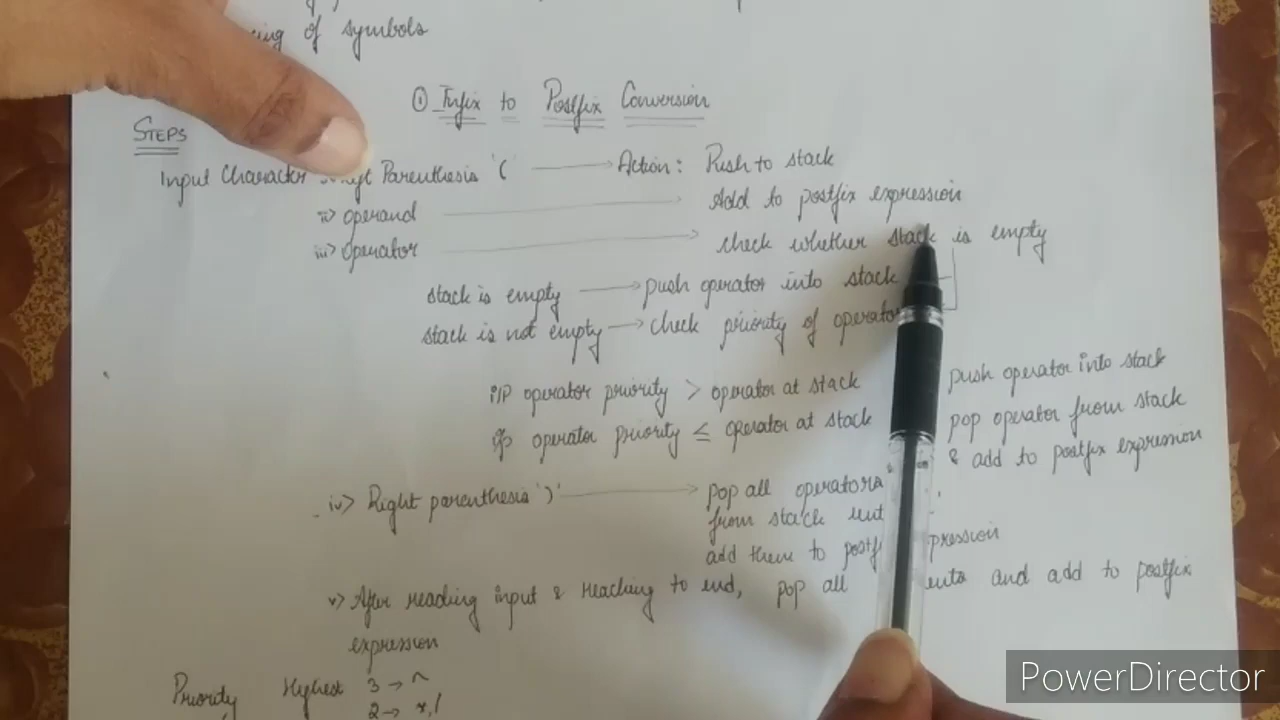 of symbols
① Infix to Postfix Conversion
STEPS
Input Character Left Parenthesis '( → Action: Push to stack
ii> operand → Add to postfix expression
iii> operator → check whether stack is empty
stack is empty → push operator into stack
stack is not empty → check priority of
i/p operator priority > operator at stack push operator into stack
operator priority ≤ operator at stack pop operator from stack
& add to postfix expression
iv> Right parenthesis ')' → pop all operators
from stack
add them to
v> After reading input & reaching to end, pop all and add to postfix
expression
Priority Highest 3 → ^
2 → *, /
PowerDirector